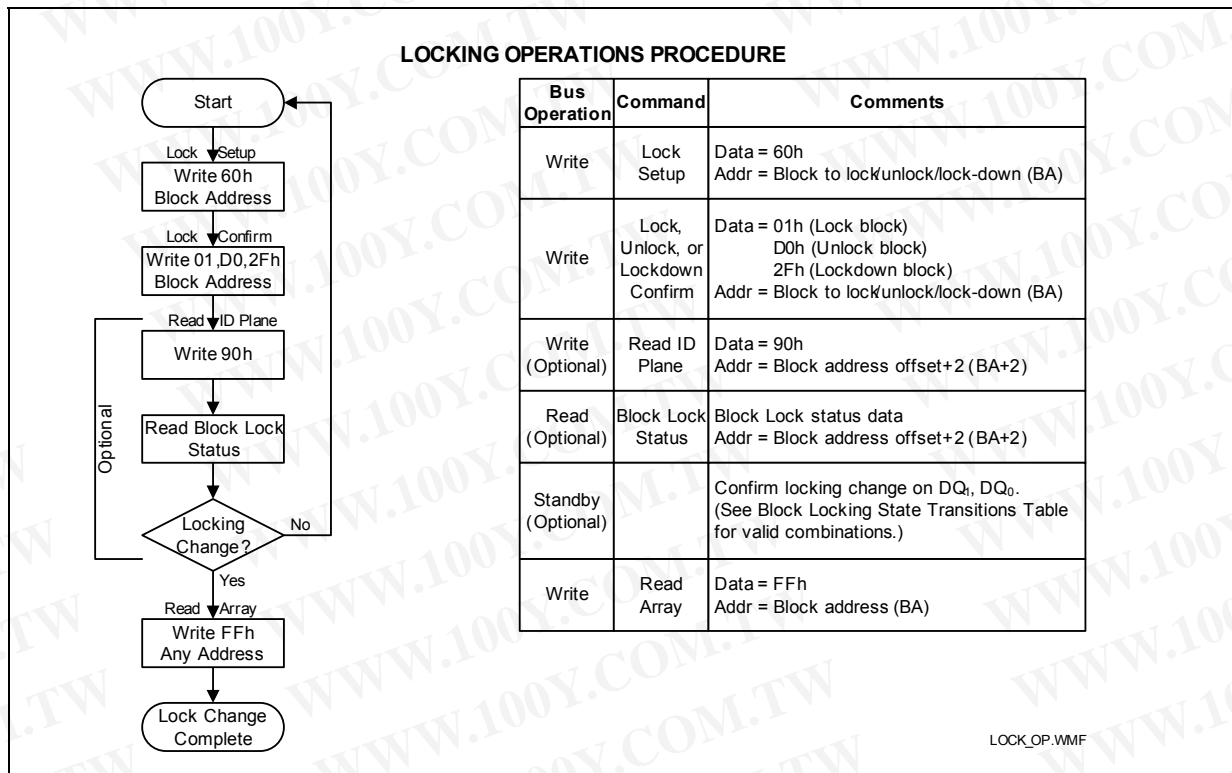 LOCKING OPERATIONS PROCEDURE
Start
Lock Setup
Write 60h
Block Address
Lock Confirm
Write 01,D0,2Fh
Block Address
Read ID Plane
Write 90h
Optional
Read Block Lock
Status
Locking
Change?
No
Yes
Read Array
Write FFh
Any Address
Lock Change
Complete
Bus
Operation
Command
Comments
Write
Lock
Setup
Data = 60h
Addr = Block to lock/unlock/lock-down (BA)
Write
Lock,
Unlock, or
Lockdown
Confirm
Data = 01h (Lock block)
D0h (Unlock block)
2Fh (Lockdown block)
Addr = Block to lock/unlock/lock-down (BA)
Write
(Optional)
Read ID
Plane
Data = 90h
Addr = Block address offset+2 (BA+2)
Read
(Optional)
Block Lock
Status
Block Lock status data
Addr = Block address offset+2 (BA+2)
Standby
(Optional)
Confirm locking change on DQ₁, DQ₀.
(See Block Locking State Transitions Table
for valid combinations.)
Write
Read
Array
Data = FFh
Addr = Block address (BA)
LOCK_OP.WMF
WWW.100Y.COM.TW